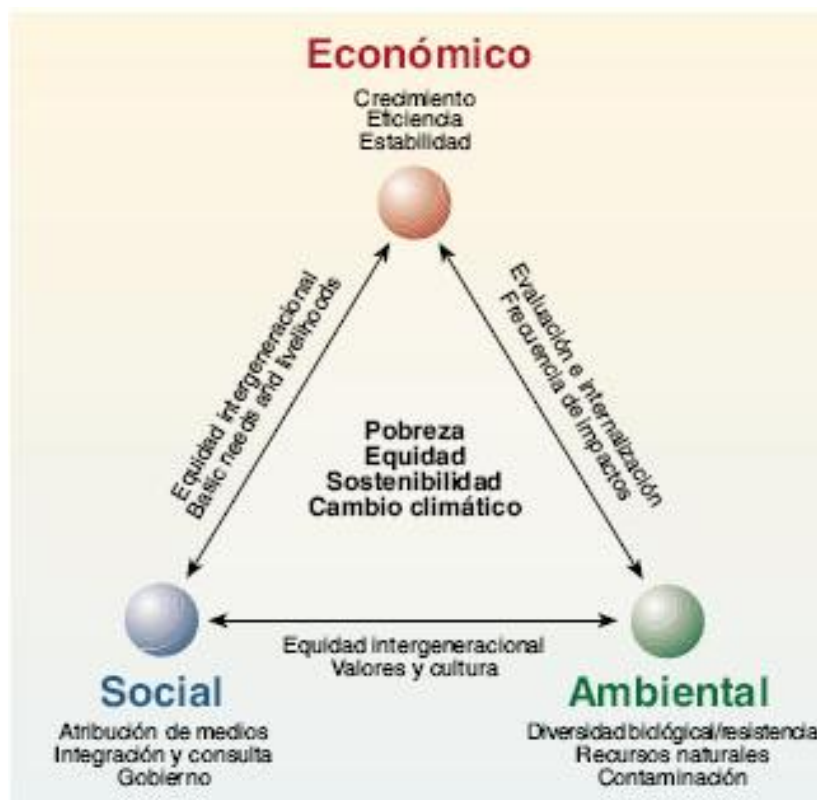 Económico
Crecimiento
Eficiencia
Estabilidad
Equidad intergeneracional
Basic needs and livelihoods
Evaluación e internalización
Frecuencia de impactos
Pobreza
Equidad
Sostenibilidad
Cambio climático
Equidad intergeneracional
Valores y cultura
Social
Atribución de medios
Integración y consulta
Gobierno
Ambiental
Diversidad biológica/resistencia
Recursos naturales
Contaminación